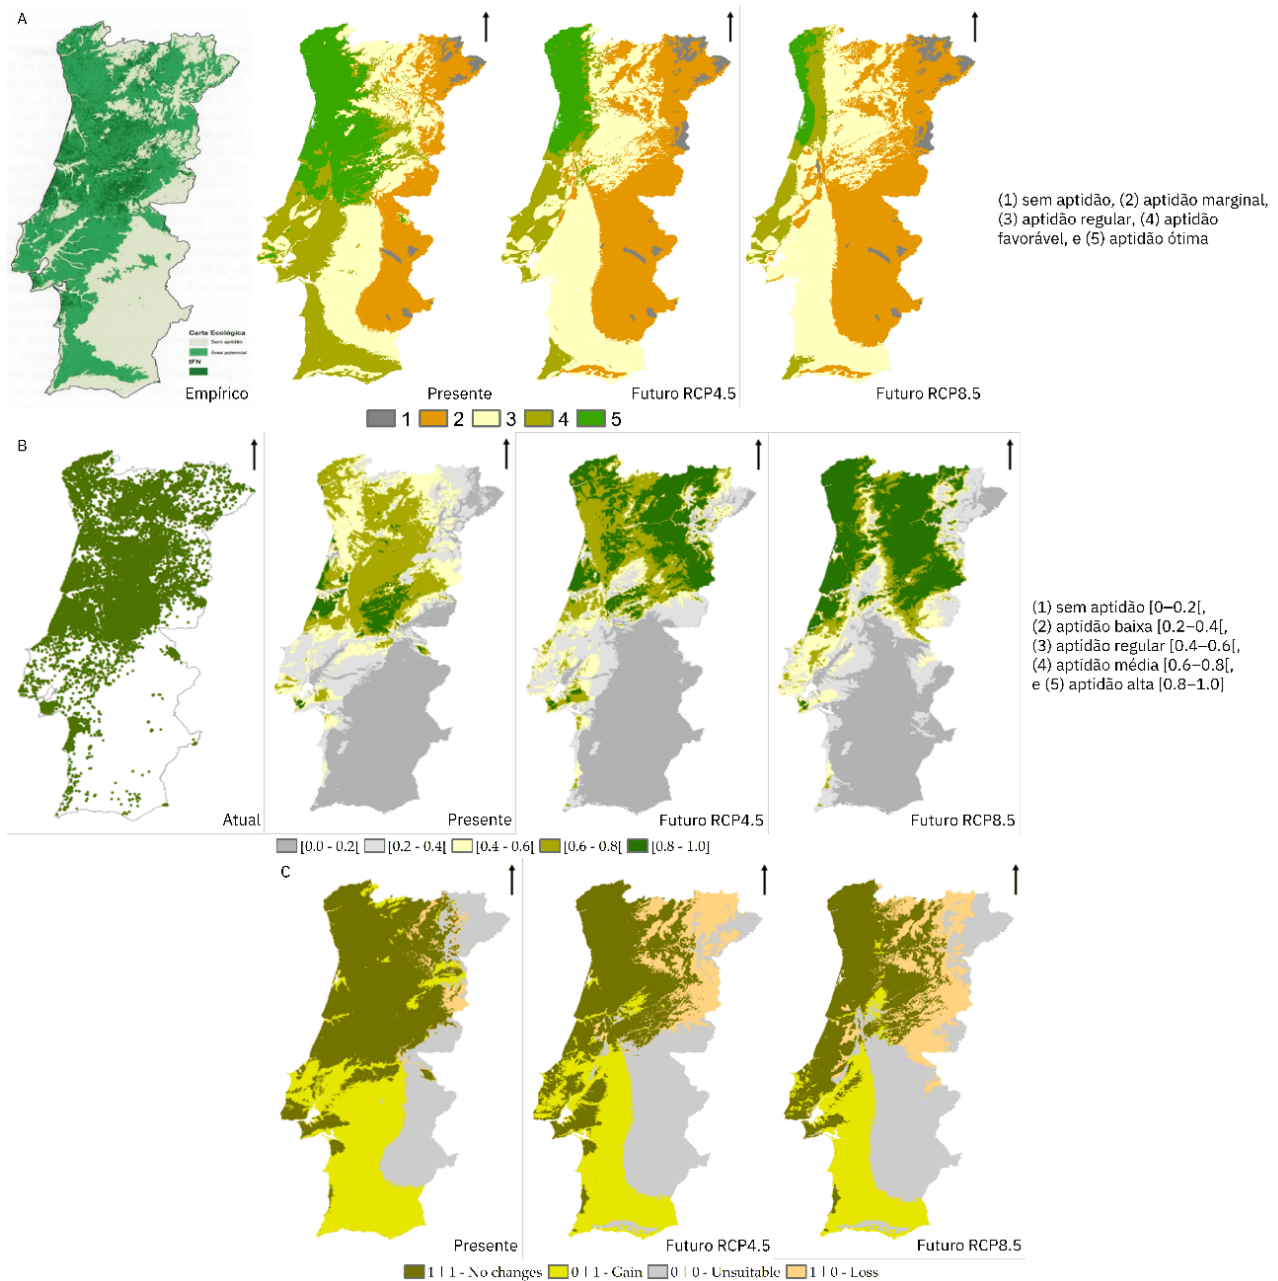 A
Carta Ecológica
Sem aptidão
Área potencial
IFN
Empírico
Presente
Futuro RCP4.5
Futuro RCP8.5
(1) sem aptidão, (2) aptidão marginal,
(3) aptidão regular, (4) aptidão
favorável, e (5) aptidão ótima
1 2 3 4 5
B
Atual
Presente
Futuro RCP4.5
Futuro RCP8.5
(1) sem aptidão [0–0.2[,
(2) aptidão baixa [0.2–0.4[,
(3) aptidão regular [0.4–0.6[,
(4) aptidão média [0.6–0.8[,
e (5) aptidão alta [0.8–1.0]
[0.0 - 0.2[ [0.2 - 0.4[ [0.4 - 0.6[ [0.6 - 0.8[ [0.8 - 1.0]
C
Presente
Futuro RCP4.5
Futuro RCP8.5
1 | 1 - No changes 0 | 1 - Gain 0 | 0 - Unsuitable 1 | 0 - Loss